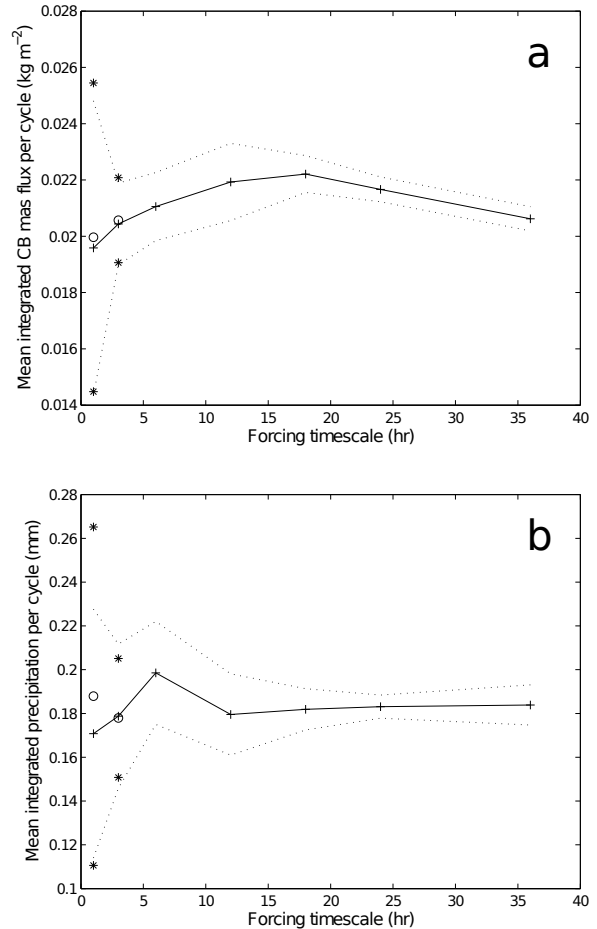 a
0.028
0.026
0.024
0.022
0.02
0.018
0.016
0.014
Mean integrated CB mas flux per cycle (kg m⁻²)
0 5 10 15 20 25 30 35 40
Forcing timescale (hr)
b
0.28
0.26
0.24
0.22
0.2
0.18
0.16
0.14
0.12
0.1
Mean integrated precipitation per cycle (mm)
0 5 10 15 20 25 30 35 40
Forcing timescale (hr)